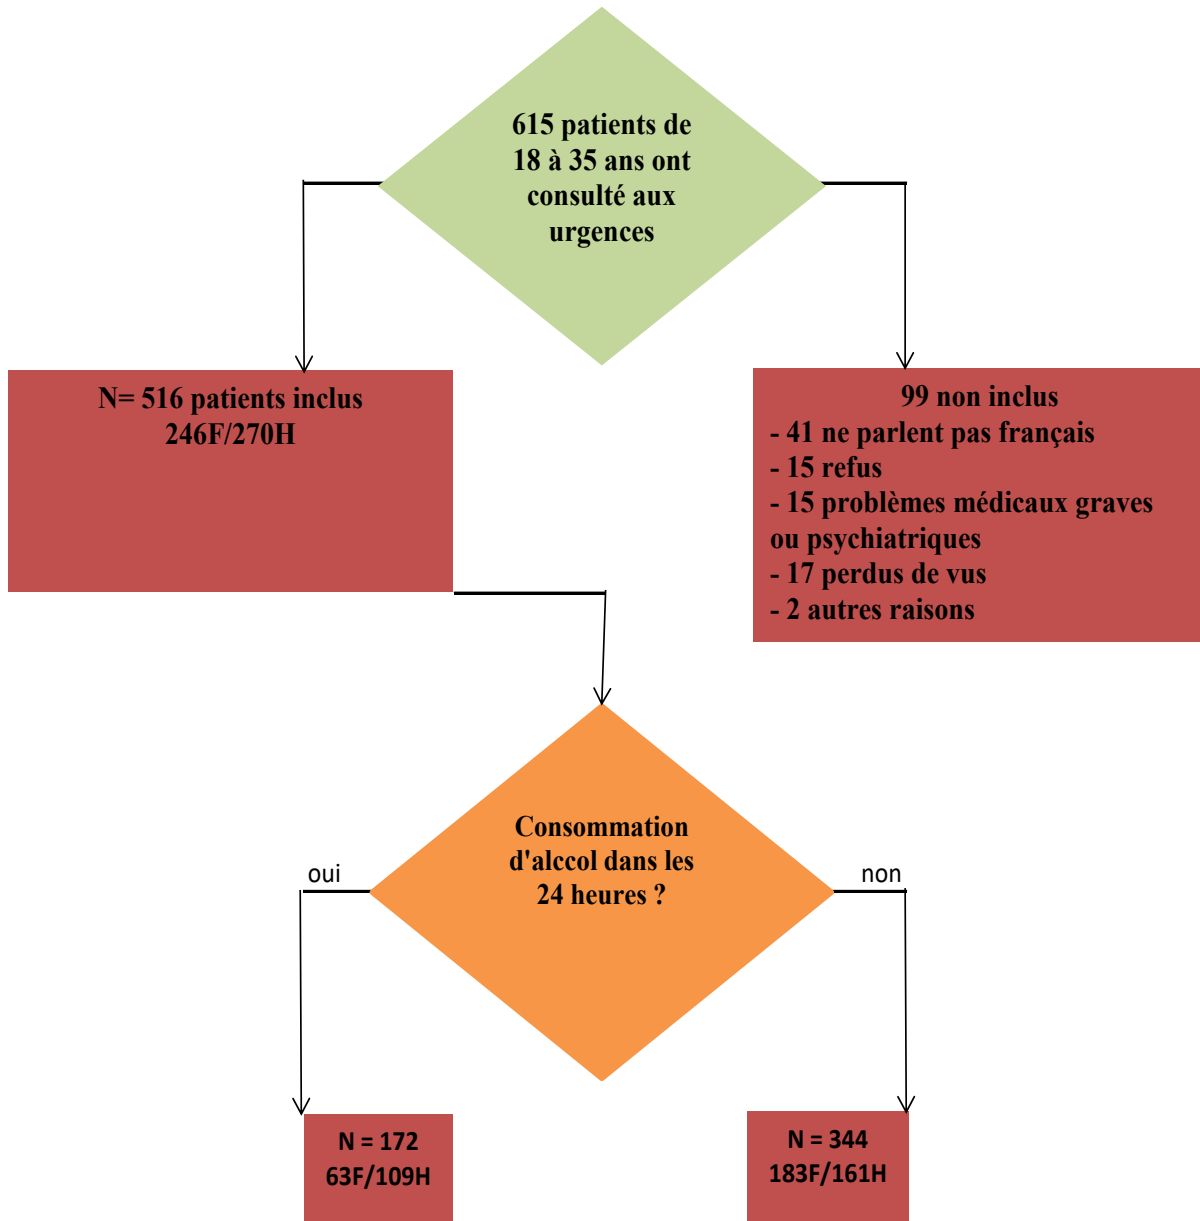 615 patients de
18 à 35 ans ont
consulté aux
urgences
N= 516 patients inclus
246F/270H
99 non inclus
- 41 ne parlent pas français
- 15 refus
- 15 problèmes médicaux graves
ou psychiatriques
- 17 perdus de vus
- 2 autres raisons
Consommation
d'alccol dans les
24 heures ?
oui
non
N = 172
63F/109H
N = 344
183F/161H